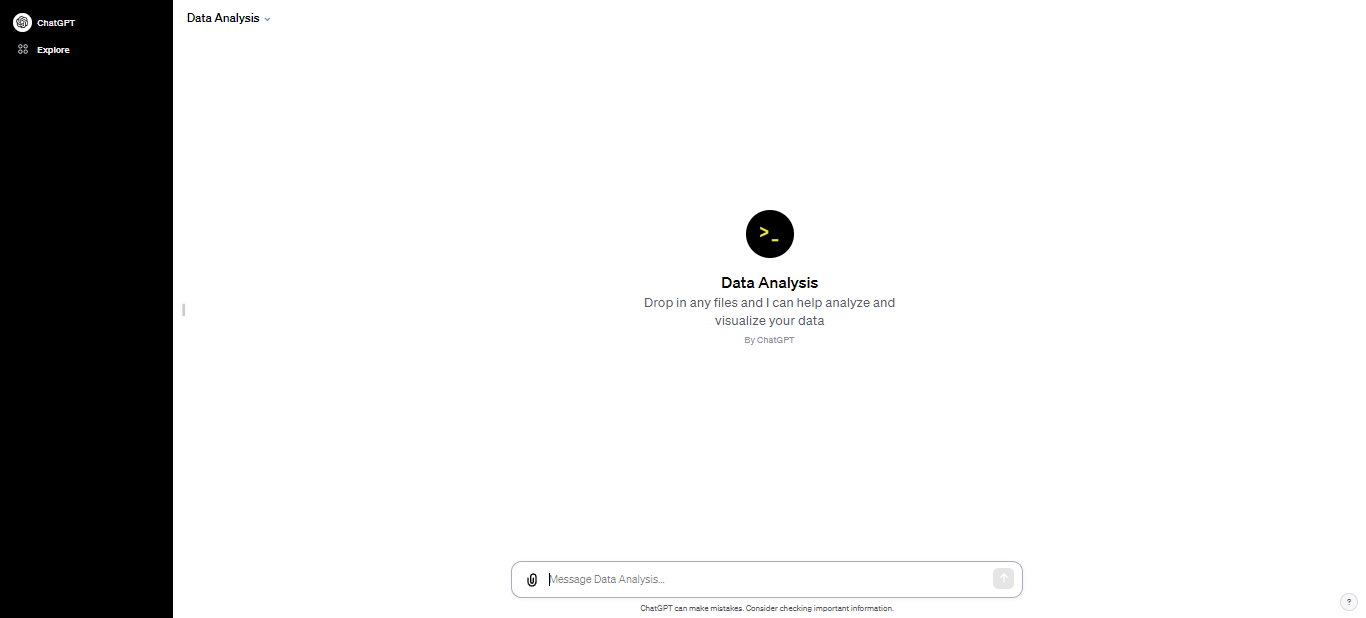 ChatGPT
Explore
Data Analysis
>_
Data Analysis
Drop in any files and I can help analyze and
visualize your data
By ChatGPT
Message Data Analysis...
ChatGPT can make mistakes. Consider checking important information.
?